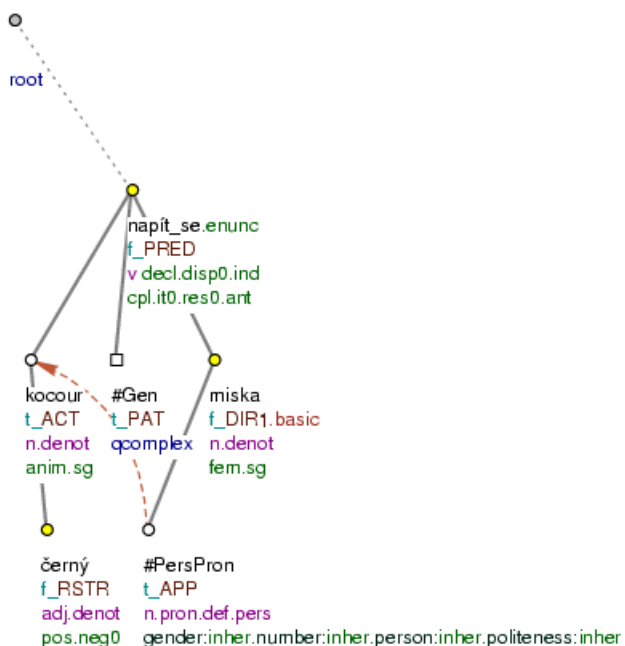 root
napít_se.enunc
f_PRED
v decl.disp0.ind
cpl.it0.res0.ant
kocour #Gen miska
t_ACT t_PAT f_DIR1.basic
n.denot qcomplex n.denot
anim.sg fem.sg
černý #PersPron
f_RSTR t_APP
adj.denot n.pron.def.pers
pos.neg0 gender:inher.number:inher.person:inher.politeness:inher